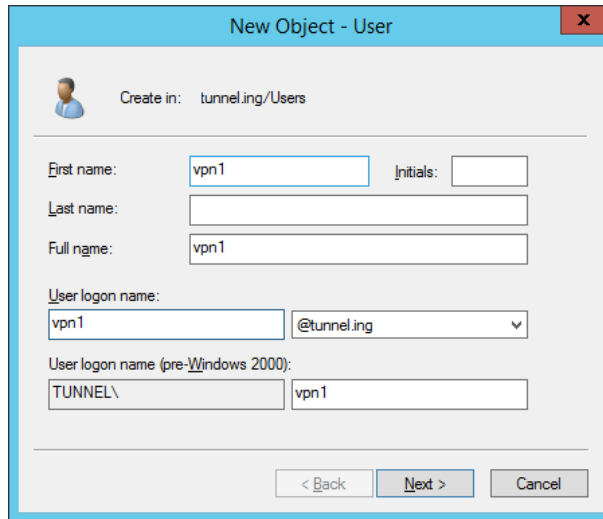 New Object - User
x
Create in: tunnel.ing/Users
First name: vpn1 Initials:
Last name:
Full name: vpn1
User logon name:
vpn1 @tunnel.ing
User logon name (pre-Windows 2000):
TUNNEL\ vpn1
< Back Next > Cancel